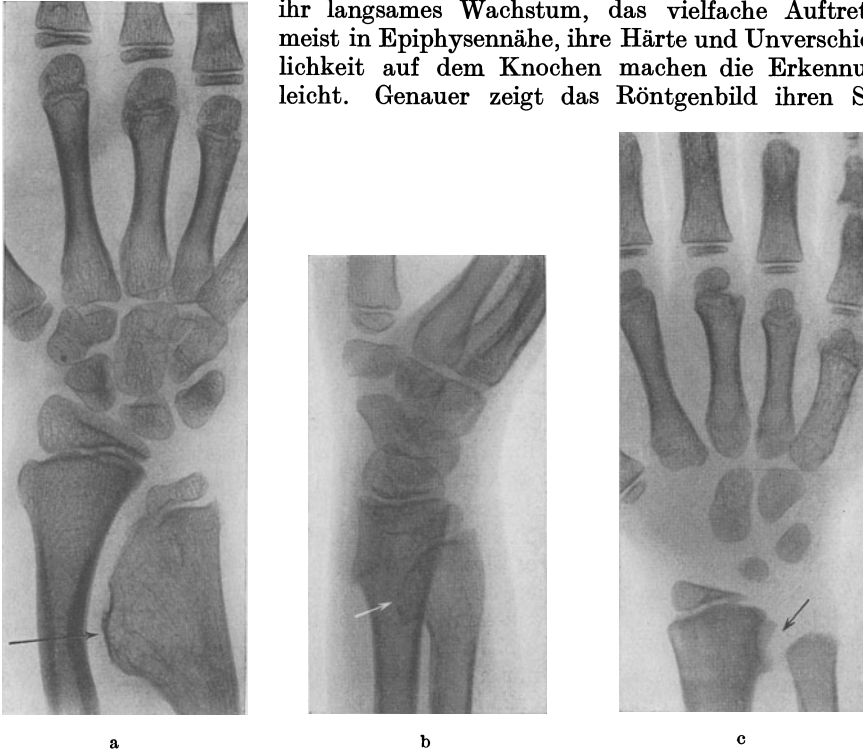 ihr langsames Wachstum, das vielfache Auftre
meist in Epiphysennähe, ihre Härte und Unverschie
lichkeit auf dem Knochen machen die Erkennu
leicht. Genauer zeigt das Röntgenbild ihren S
a
b
c